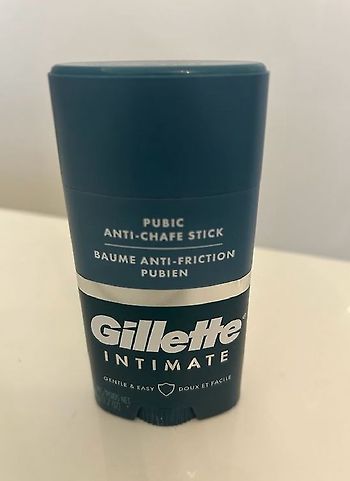 PUBIC
ANTI-CHAFE STICK
BAUME ANTI-FRICTION
PUBIEN
Gillette®
INTIMATE
GENTLE & EASY DOUX ET FACILE